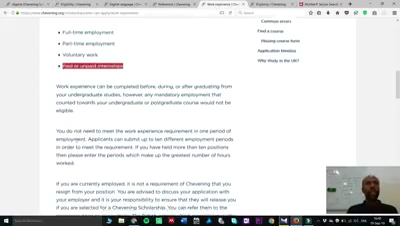 Work experience
https://www.chevening.org
Common errors
Find a course
Missing course form
Application timeline
Why study in the UK?
• Full-time employment
• Part-time employment
• Voluntary work
• Paid or unpaid internships
Work experience can be completed before, during, or after graduating from
your undergraduate studies, however, any mandatory employment that
counted towards your undergraduate or postgraduate course would not be
eligible.
You do not need to meet the work experience requirement in one period of
employment. Applicants can submit up to ten different employment periods
in order to meet the requirement. If you have held more than ten positions
then please enter the periods which make up the greatest number of hours
worked.
If you are currently employed, it is not a requirement of Chevening that you
resign from your position. You are advised to discuss your application with
your employer and it is your responsibility to ensure that they will release you
if you are selected for a Chevening Scholarship. You can refer them to the